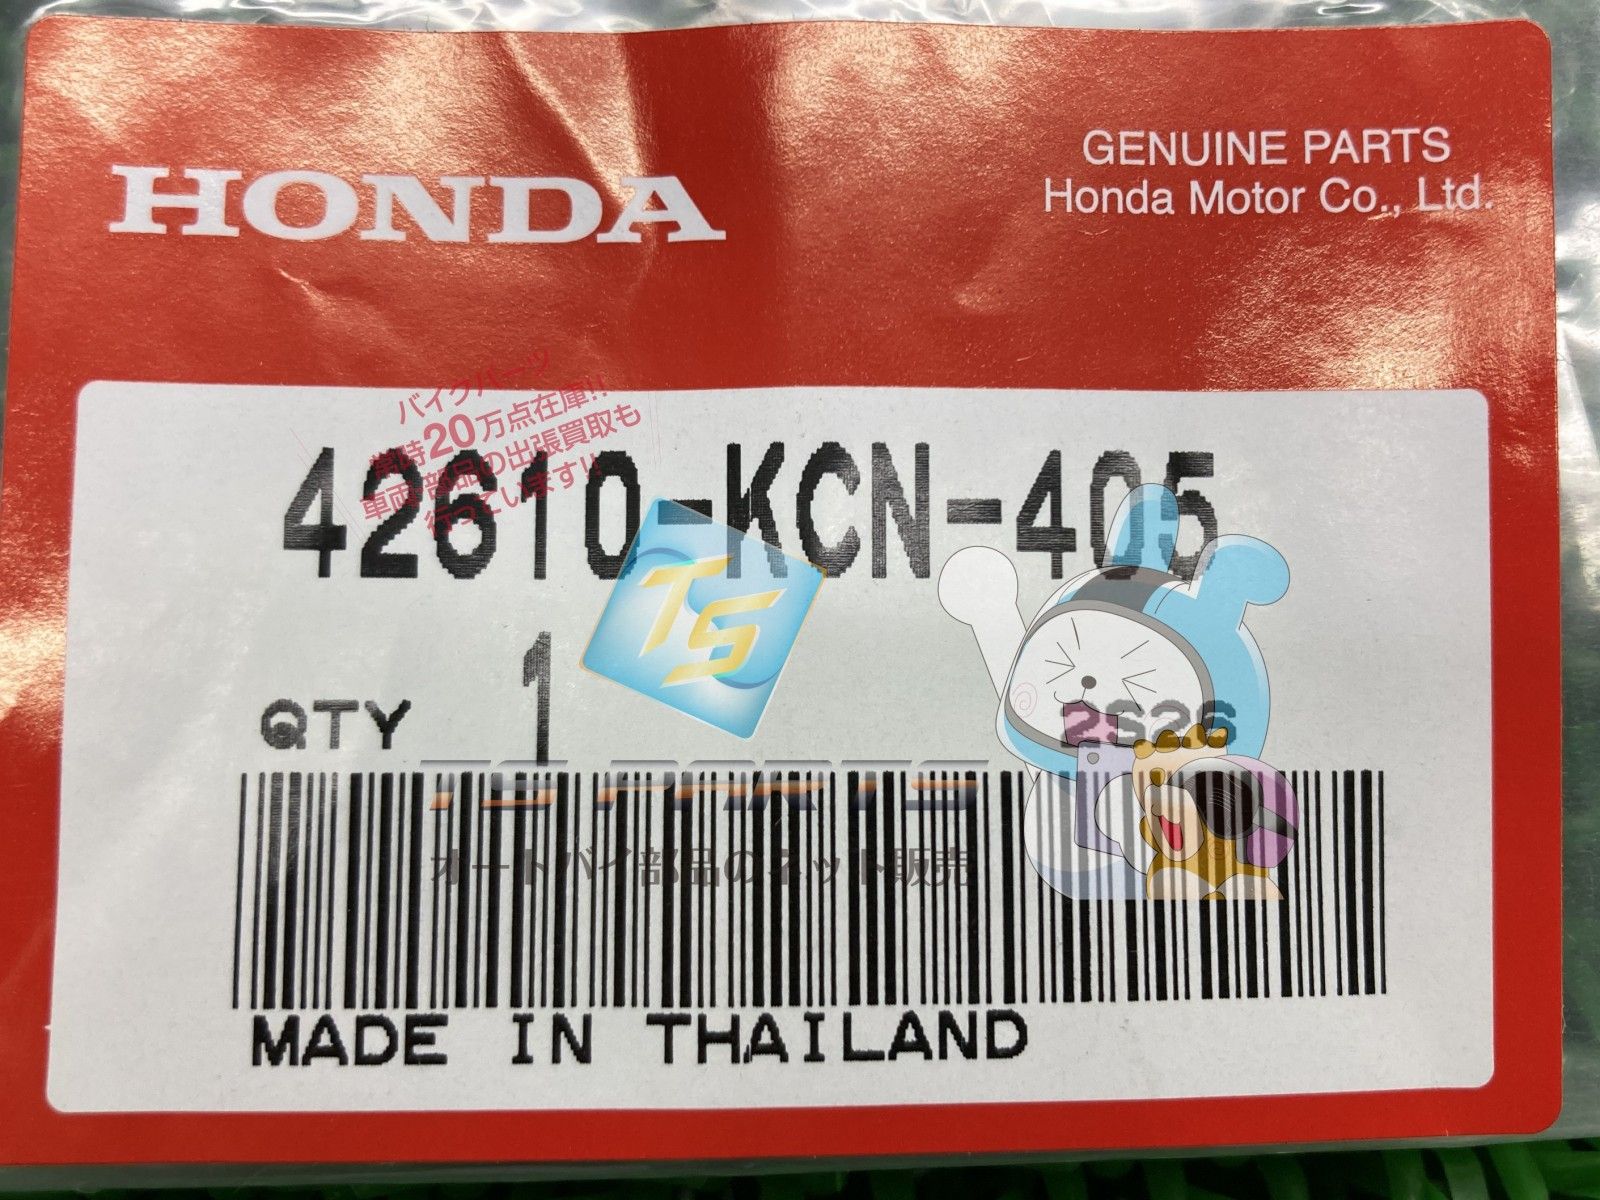 HONDA
GENUINE PARTS
Honda Motor Co., Ltd.
バイクパーツ
常時20万点在庫!!
車両・部品の出張買取も
行っています!!
42610-KCN-405
TS
QTY 1 2S26
TS PARTS
オートバイ部品のネット販売
MADE IN THAILAND